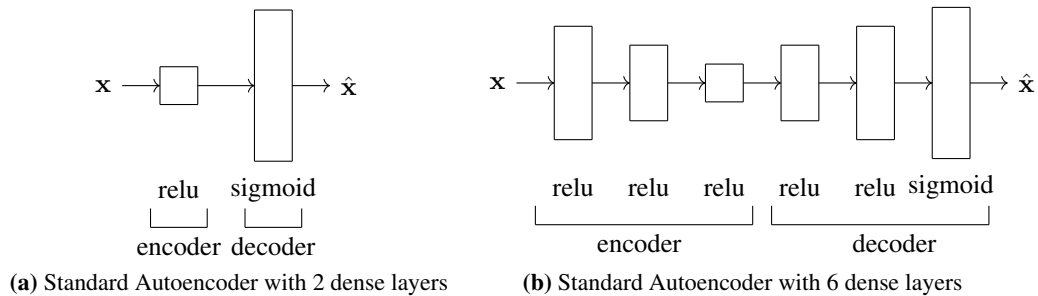 x x̂
relu sigmoid
encoder decoder
(a) Standard Autoencoder with 2 dense layers
x x̂
relu relu relu relu relu sigmoid
encoder decoder
(b) Standard Autoencoder with 6 dense layers